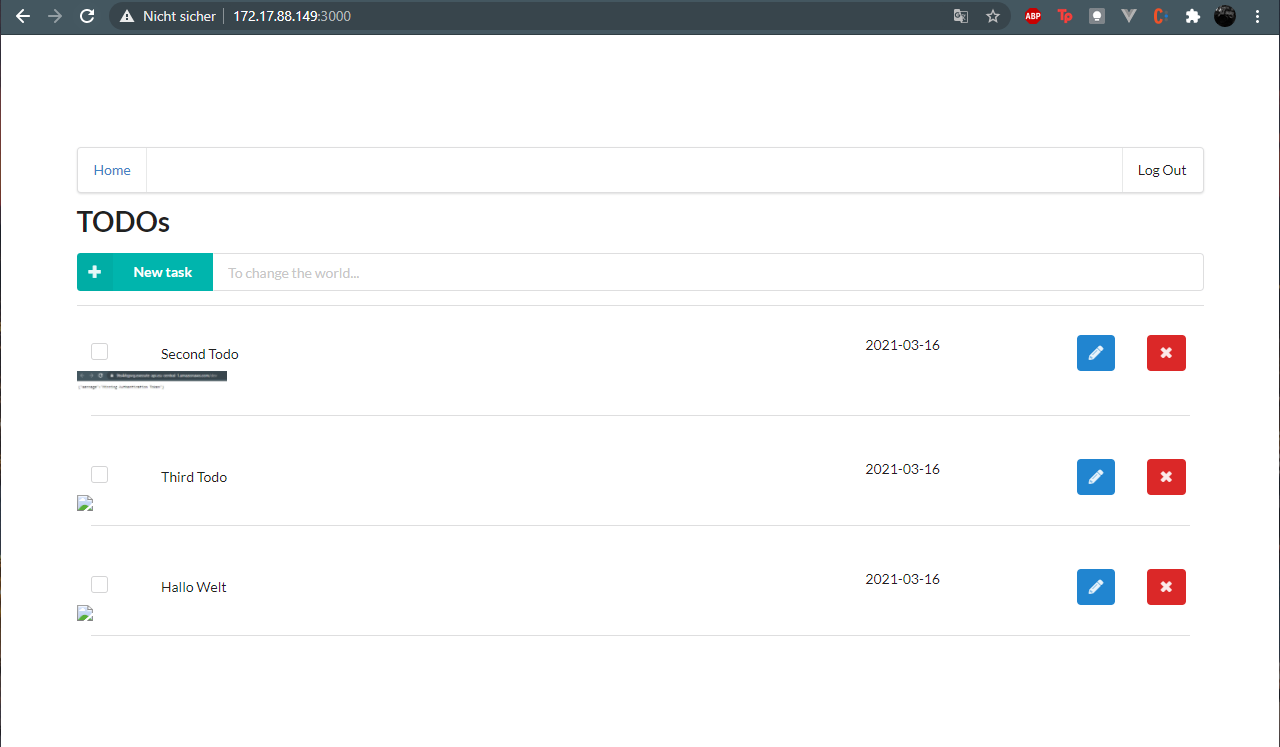 Nicht sicher 172.17.88.149:3000
ABP Tp C
Home Log Out
TODOs
New task To change the world...
Second Todo 2021-03-16
Third Todo 2021-03-16
Hallo Welt 2021-03-16